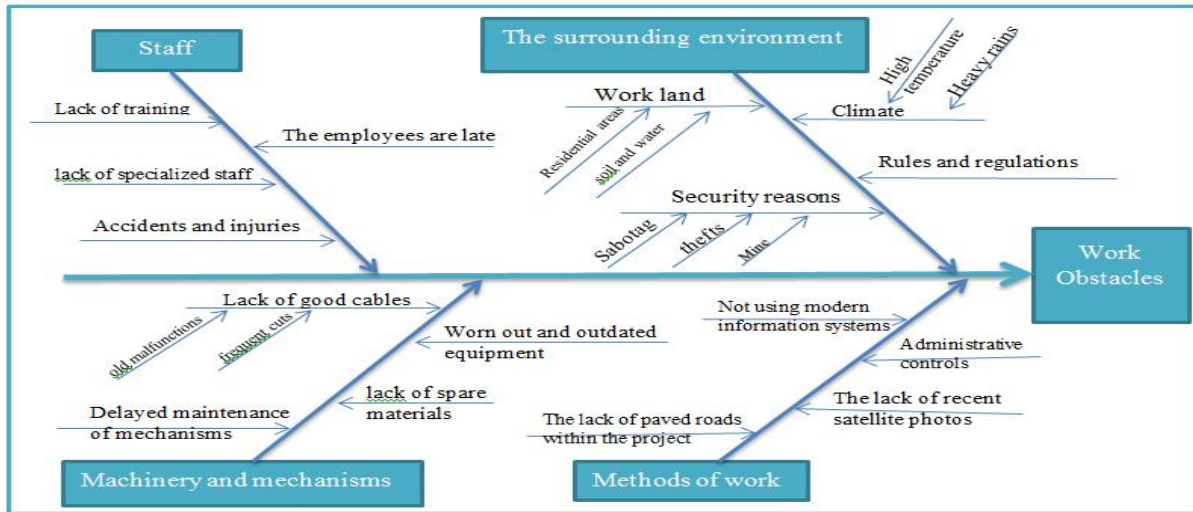 Staff
Lack of training
The employees are late
lack of specialized staff
Accidents and injuries
The surrounding environment
Work land
Residential areas
soil and water
High
temperature
Heavy rains
Climate
Rules and regulations
Security reasons
Sabotag
thefts
Mine
Work
Obstacles
Lack of good cables
old malfunctions
frequent cuts
Worn out and outdated
equipment
lack of spare
materials
Delayed maintenance
of mechanisms
Machinery and mechanisms
Not using modern
information systems
Administrative
controls
The lack of recent
satellite photos
The lack of paved roads
within the project
Methods of work